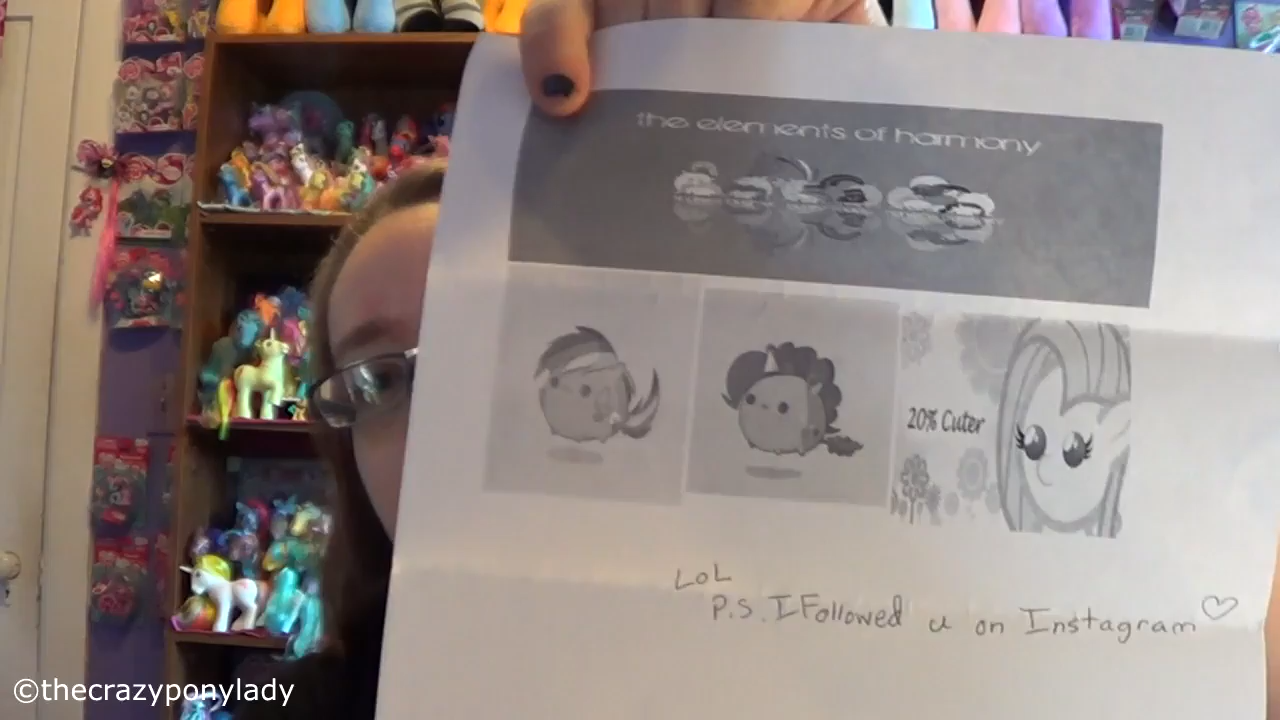 the elements of harmony
20% Cuter
LOL
P.S. I Followed u on Instagram
©thecrazyponylady